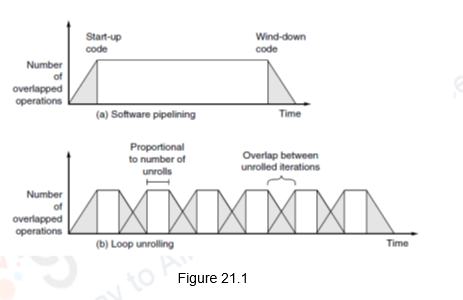 Start-up
code
Wind-down
code
Number
of
overlapped
operations
(a) Software pipelining
Time
Proportional
to number of
unrolls
Overlap between
unrolled iterations
Number
of
overlapped
operations
(b) Loop unrolling
Time
to
Figure 21.1